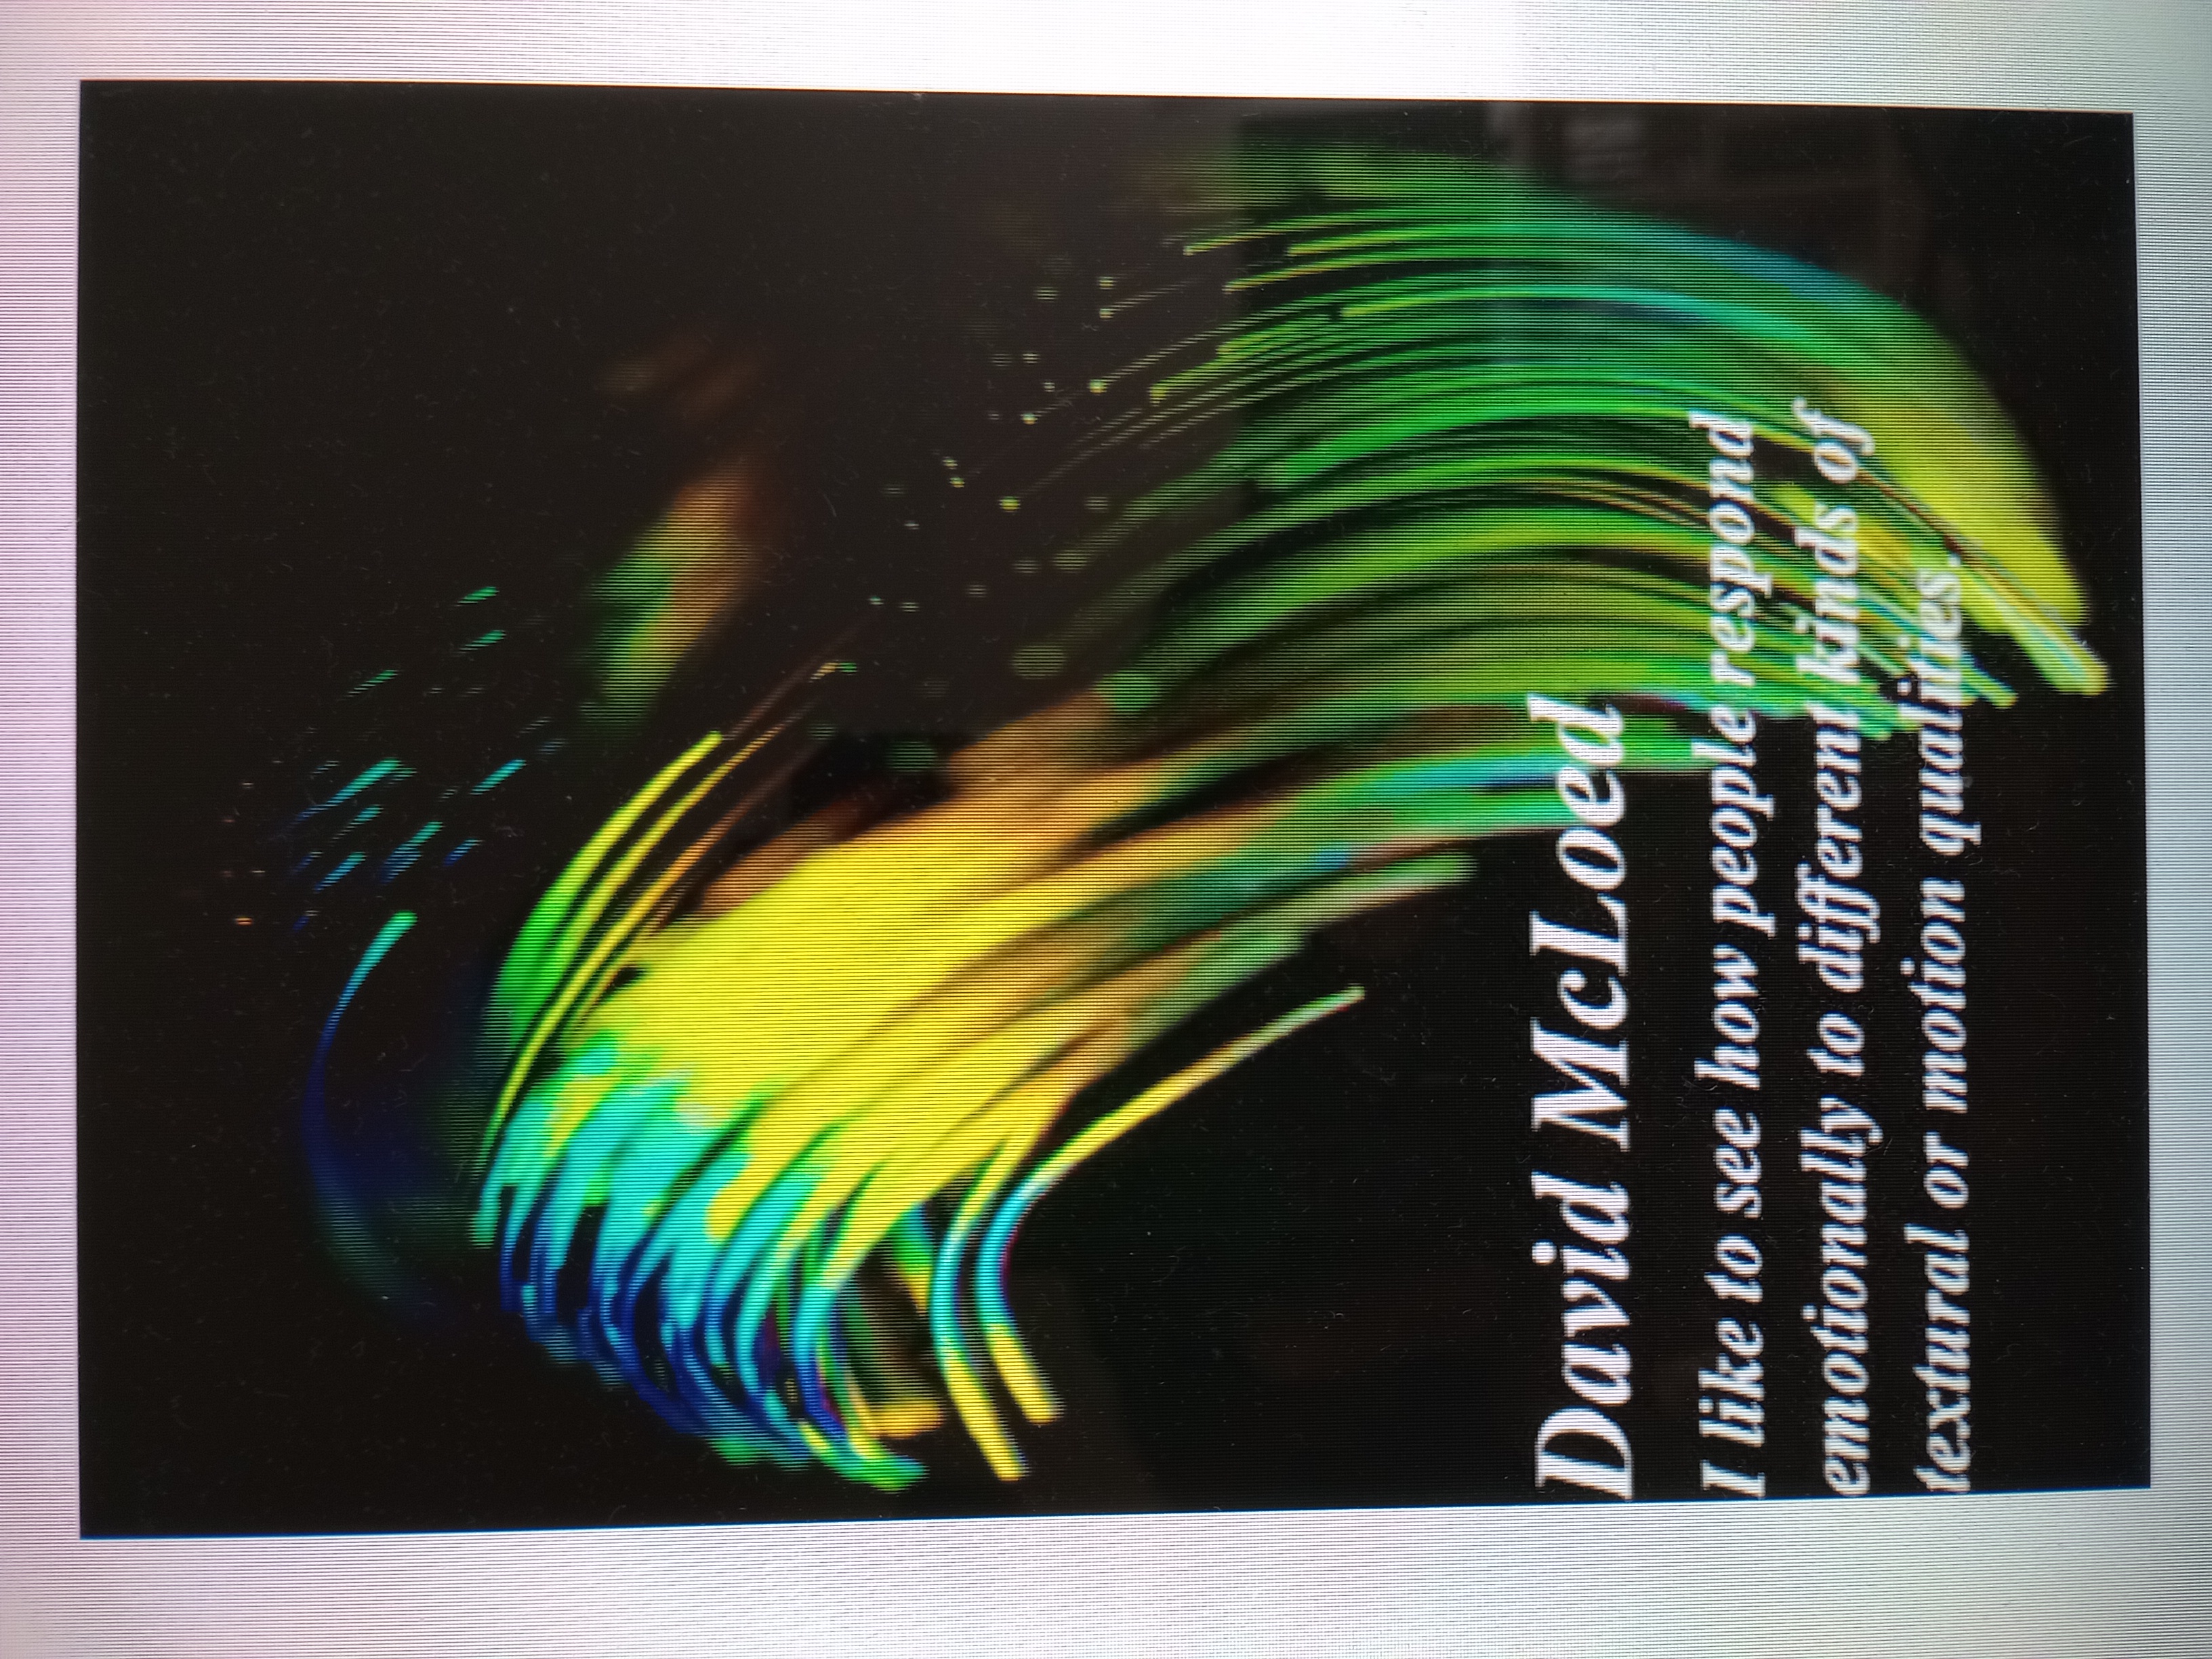 David McLoed
I like to see how people respond
emotionally to different kinds of
textural or motion qualities.